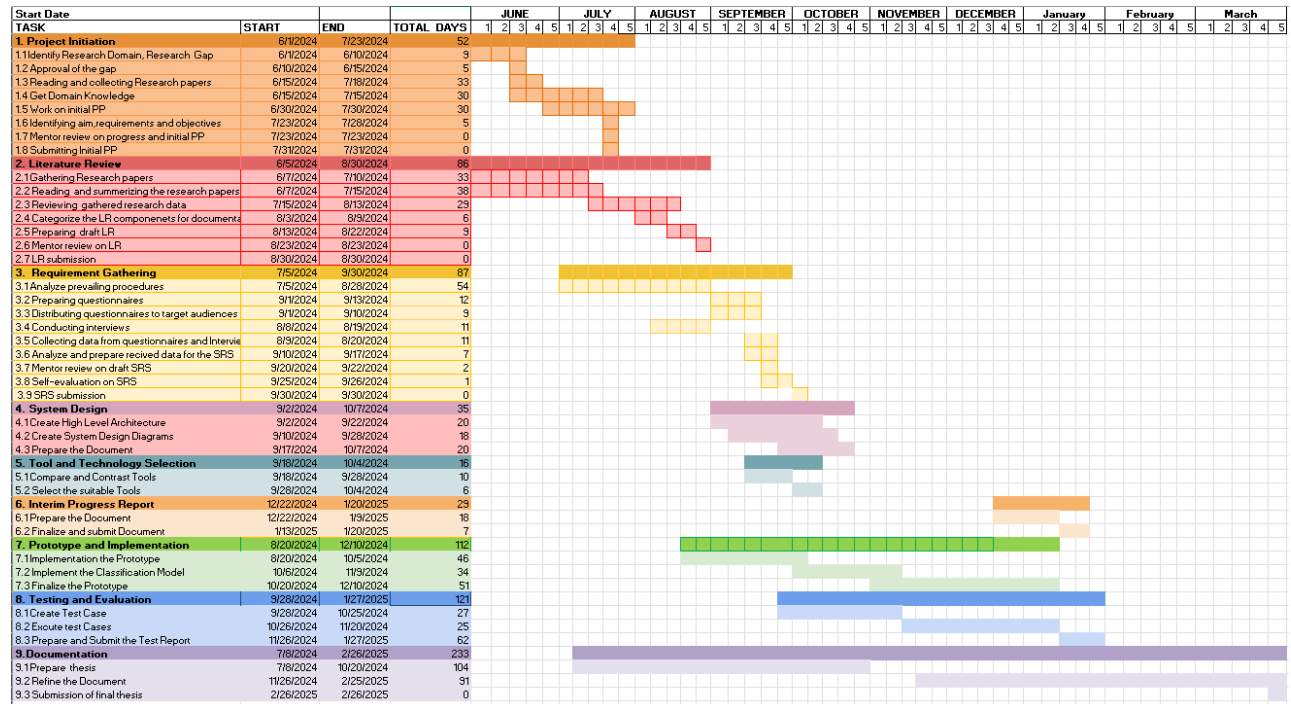 Start Date JUNE JULY AUGUST SEPTEMBER OCTOBER NOVEMBER DECEMBER January February March
TASK START END TOTAL DAYS 1 2 3 4 5 1 2 3 4 5 1 2 3 4 5 1 2 3 4 5 1 2 3 4 5 1 2 3 4 5 1 2 3 4 5 1 2 3 4 5 1 2 3 4 5 1 2 3 4 5
1. Project Initiation 6/1/2024 7/23/2024 52
1.1Identify Research Domain, Research Gap 6/1/2024 6/10/2024 9
1.2 Approval of the gap 6/10/2024 6/15/2024 5
1.3 Reading and collecting Research papers 6/15/2024 7/18/2024 33
1.4 Get Domain Knowledge 6/15/2024 7/15/2024 30
1.5 Work on initial PP 6/30/2024 7/30/2024 30
1.6 Identifying aim,requirements and objectives 7/23/2024 7/28/2024 5
1.7 Mentor review on progress and initial PP 7/23/2024 7/23/2024 0
1.8 Submitting Initial PP 7/31/2024 7/31/2024 0
2. Literature Review 6/5/2024 8/30/2024 86
2.1 Gathering Research papers 6/7/2024 7/10/2024 33
2.2 Reading and summerizing the research papers 6/7/2024 7/15/2024 38
2.3 Reviewing gathered research data 7/15/2024 8/13/2024 29
2.4 Categorize the LR componenets for documenta 8/3/2024 8/9/2024 6
2.5 Preparing draft LR 8/13/2024 8/22/2024 9
2.6 Mentor review on LR 8/23/2024 8/23/2024 0
2.7 LR submission 8/30/2024 8/30/2024 0
3. Requirement Gathering 7/5/2024 9/30/2024 87
3.1 Analyze prevailing procedures 7/5/2024 8/28/2024 54
3.2 Preparing questionnaires 9/1/2024 9/13/2024 12
3.3 Distributing questionnaires to target audiences 9/1/2024 9/10/2024 9
3.4 Conducting interviews 8/8/2024 8/19/2024 11
3.5 Collecting data from questionnaires and Intervie 8/9/2024 8/20/2024 11
3.6 Analyze and prepare recived data for the SRS 9/10/2024 9/17/2024 7
3.7 Mentor review on draft SRS 9/20/2024 9/22/2024 2
3.8 Self-evaluation on SRS 9/25/2024 9/26/2024 1
3.9 SRS submission 9/30/2024 9/30/2024 0
4. System Design 9/2/2024 10/7/2024 35
4.1 Create High Level Architecture 9/2/2024 9/22/2024 20
4.2 Create System Design Diagrams 9/10/2024 9/28/2024 18
4.3 Prepare the Document 9/17/2024 10/7/2024 20
5. Tool and Technology Selection 9/18/2024 10/4/2024 16
5.1 Compare and Contrast Tools 9/18/2024 9/28/2024 10
5.2 Select the suitable Tools 9/28/2024 10/4/2024 6
6. Interim Progress Report 12/22/2024 1/20/2025 29
6.1 Prepare the Document 12/22/2024 1/9/2025 18
6.2 Finalize and submit Document 1/13/2025 1/20/2025 7
7. Prototype and Implementation 8/20/2024 12/10/2024 112
7.1 Implementation the Prototype 8/20/2024 10/5/2024 46
7.2 Implement the Classification Model 10/6/2024 11/9/2024 34
7.3 Finalize the Prototype 10/20/2024 12/10/2024 51
8. Testing and Evaluation 9/28/2024 1/27/2025 121
8.1 Create Test Case 9/28/2024 10/25/2024 27
8.2 Excute test Cases 10/26/2024 11/20/2024 25
8.3 Prepare and Submit the Test Report 11/26/2024 1/27/2025 62
9.Documentation 7/8/2024 2/26/2025 233
9.1 Prepare thesis 7/8/2024 10/20/2024 104
9.2 Refine the Document 11/26/2024 2/25/2025 91
9.3 Submission of final thesis 2/26/2025 2/26/2025 0